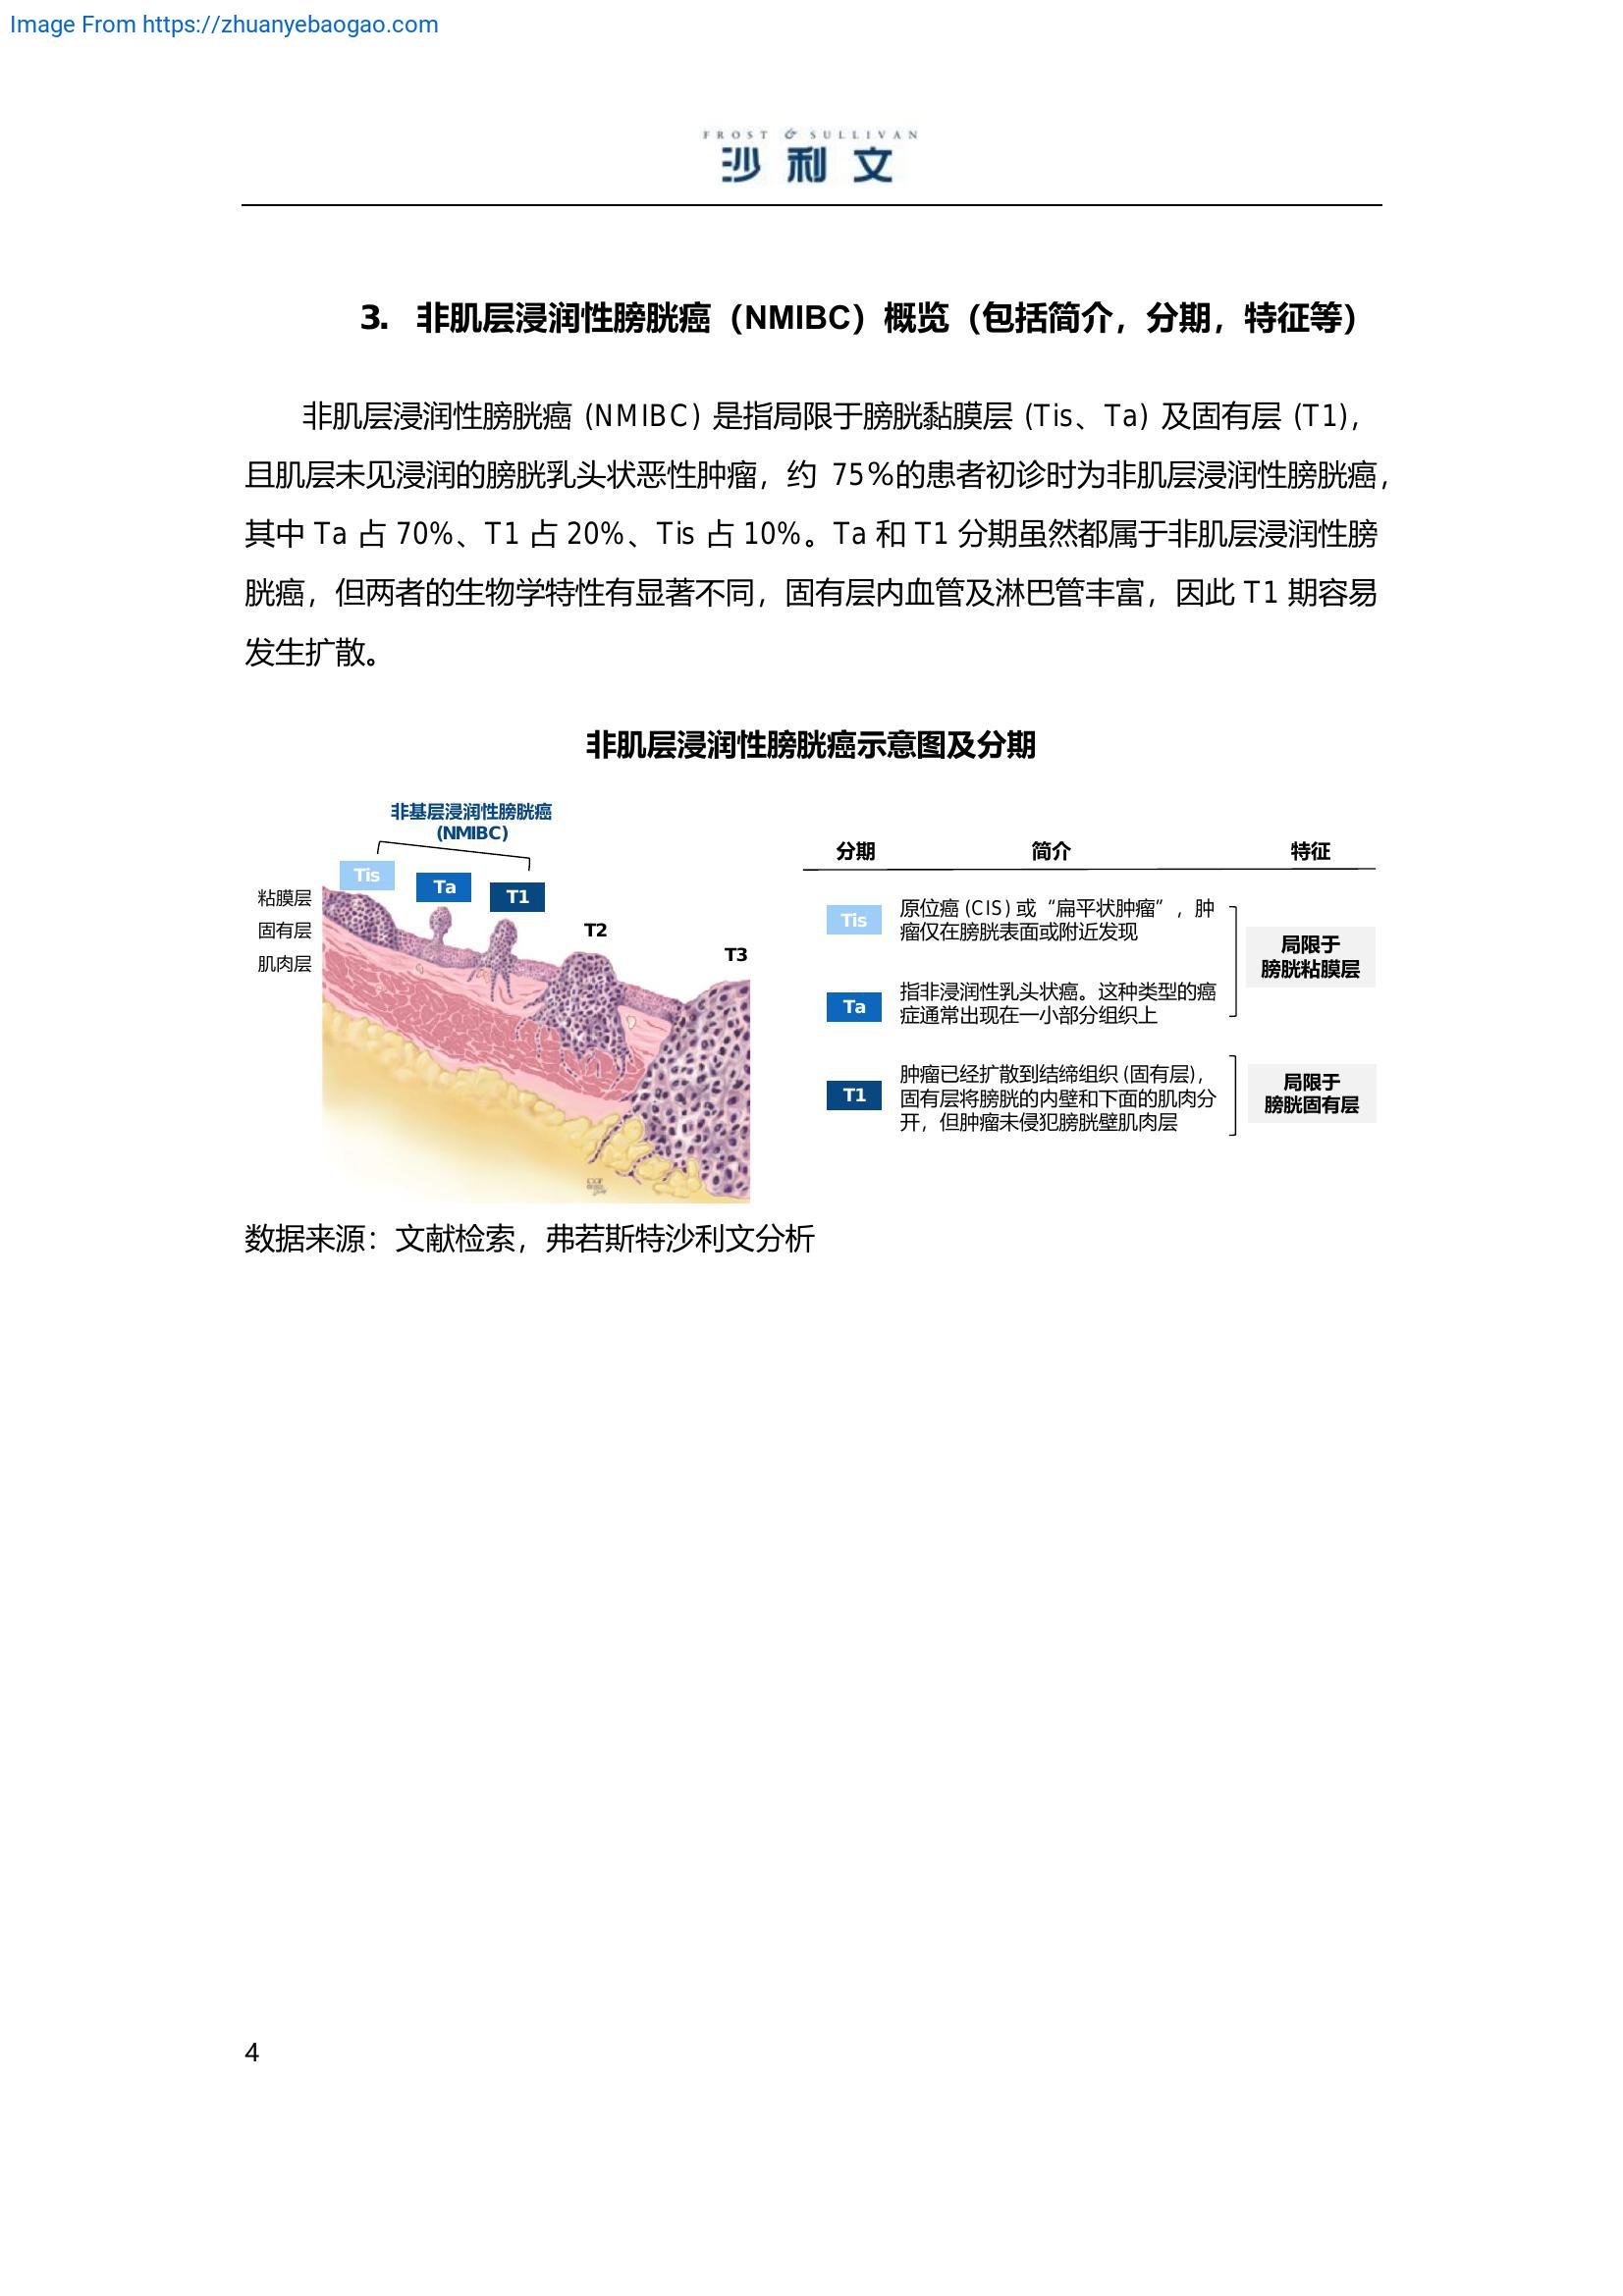 Image From https://zhuanyebaogao.com
FROST & SULLIVAN
沙利文
3. 非肌层浸润性膀胱癌（NMIBC）概览（包括简介，分期，特征等）
非肌层浸润性膀胱癌 (NMIBC) 是指局限于膀胱黏膜层 (Tis、Ta) 及固有层 (T1)，
且肌层未见浸润的膀胱乳头状恶性肿瘤，约 75%的患者初诊时为非肌层浸润性膀胱癌，
其中 Ta 占 70%、T1 占 20%、Tis 占 10%。Ta 和 T1 分期虽然都属于非肌层浸润性膀
胱癌，但两者的生物学特性有显著不同，固有层内血管及淋巴管丰富，因此 T1 期容易
发生扩散。
非肌层浸润性膀胱癌示意图及分期
非基层浸润性膀胱癌
(NMIBC)
Tis
Ta
T1
T2
T3
粘膜层
固有层
肌肉层
分期 简介 特征
Tis
原位癌 (CIS) 或“扁平状肿瘤”，肿
瘤仅在膀胱表面或附近发现
Ta
指非浸润性乳头状癌。这种类型的癌
症通常出现在一小部分组织上
局限于
膀胱粘膜层
T1
肿瘤已经扩散到结缔组织 (固有层)，
固有层将膀胱的内壁和下面的肌肉分
开，但肿瘤未侵犯膀胱壁肌肉层
局限于
膀胱固有层
数据来源：文献检索，弗若斯特沙利文分析
4